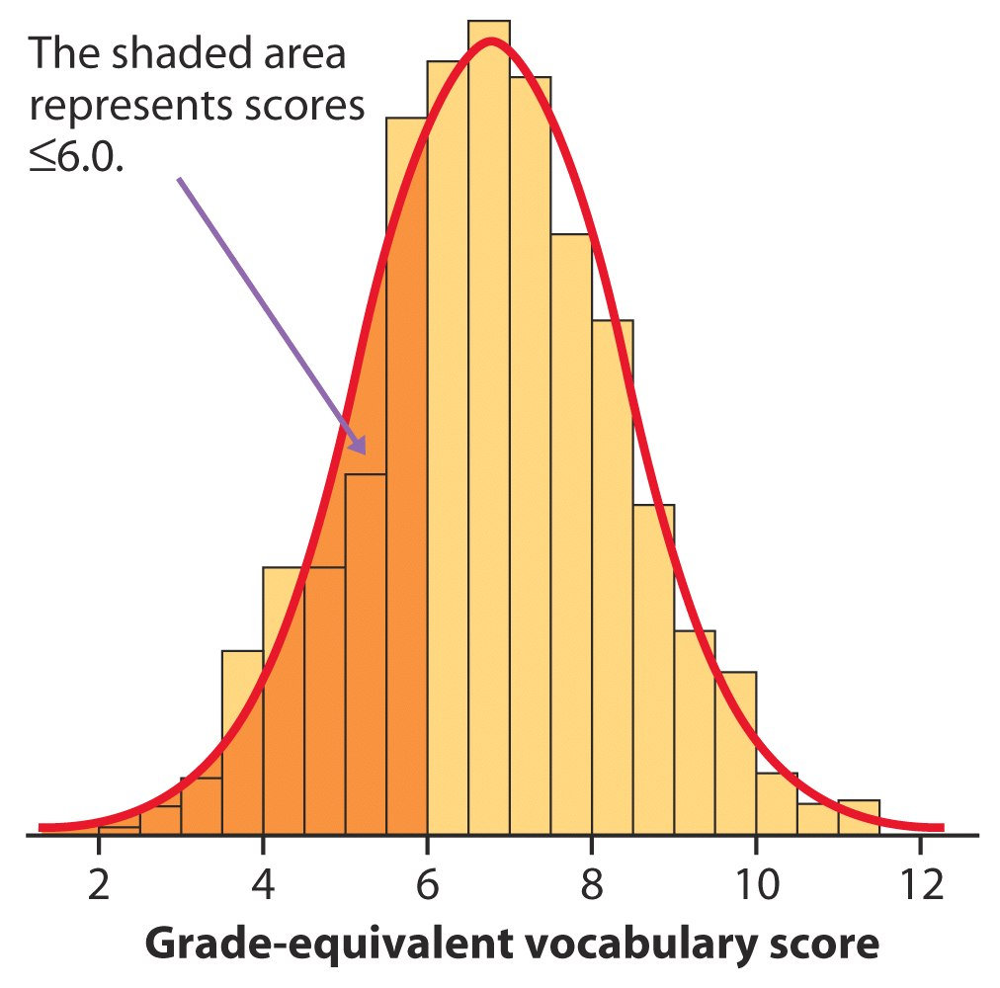 The shaded area
represents scores
≤6.0.
2 4 6 8 10 12
Grade-equivalent vocabulary score